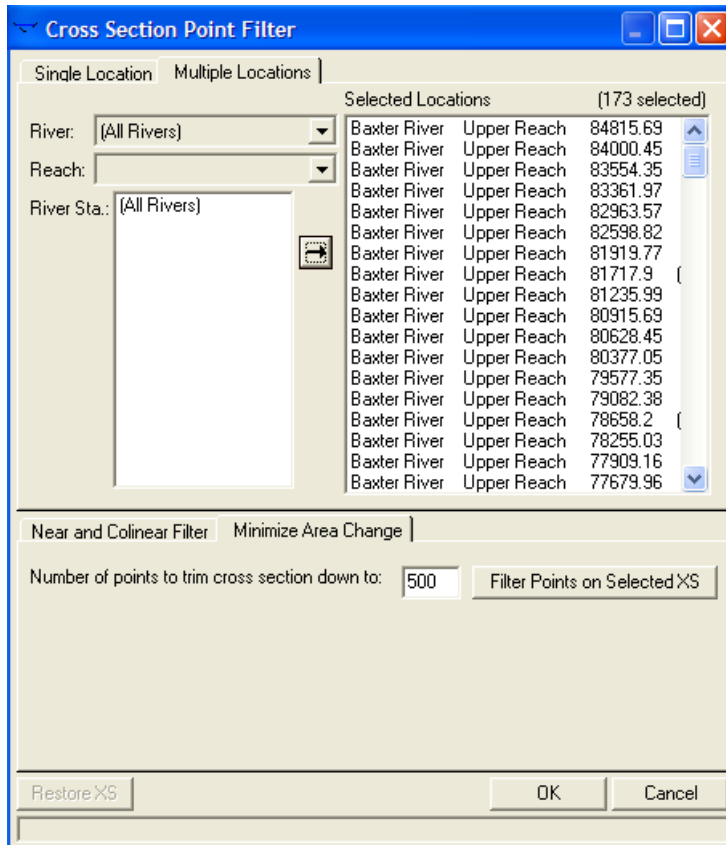 Cross Section Point Filter
Single Location Multiple Locations
Selected Locations (173 selected)
River: (All Rivers)
Reach:
River Sta.: (All Rivers)
Baxter River Upper Reach 84815.69
Baxter River Upper Reach 84000.45
Baxter River Upper Reach 83554.35
Baxter River Upper Reach 83361.97
Baxter River Upper Reach 82963.57
Baxter River Upper Reach 82598.82
Baxter River Upper Reach 81919.77
Baxter River Upper Reach 81717.9 (
Baxter River Upper Reach 81235.99
Baxter River Upper Reach 80915.69
Baxter River Upper Reach 80628.45
Baxter River Upper Reach 80377.05
Baxter River Upper Reach 79577.35
Baxter River Upper Reach 79082.38
Baxter River Upper Reach 78658.2 (
Baxter River Upper Reach 78255.03
Baxter River Upper Reach 77909.16
Baxter River Upper Reach 77679.96
Near and Colinear Filter Minimize Area Change
Number of points to trim cross section down to: 500 Filter Points on Selected XS
Restore XS OK Cancel